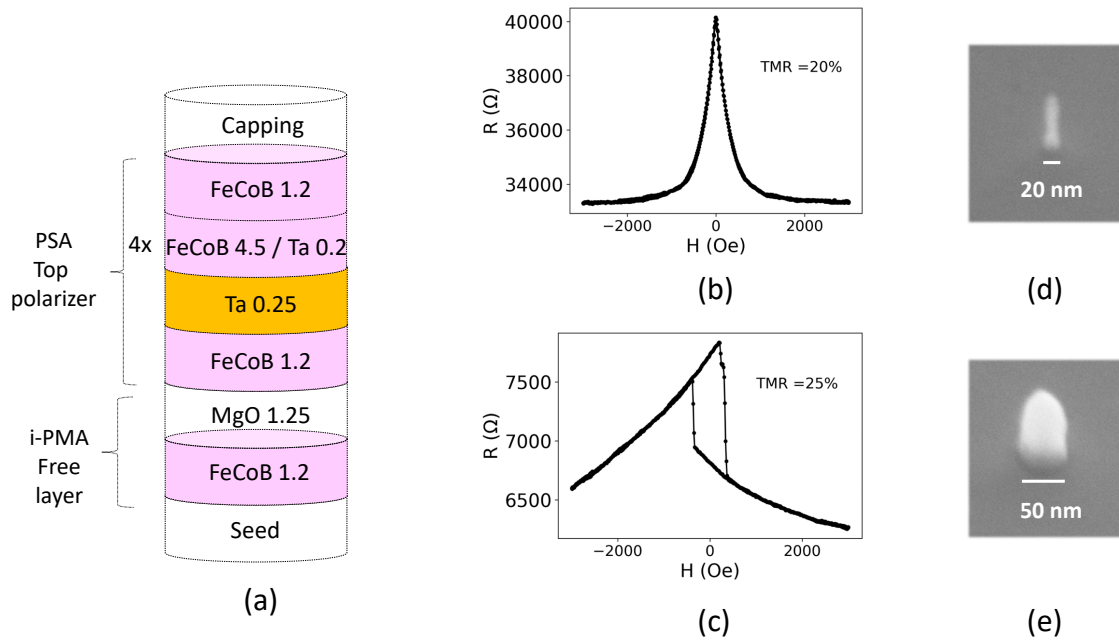 Capping
FeCoB 1.2
4x
FeCoB 4.5 / Ta 0.2
PSA
Top
polarizer
Ta 0.25
FeCoB 1.2
MgO 1.25
i-PMA
Free
layer
FeCoB 1.2
Seed
(a)
40000
38000
36000
34000
R (Ω)
TMR =20%
−2000
0
2000
H (Oe)
(b)
7500
7000
6500
R (Ω)
TMR =25%
−2000
0
2000
H (Oe)
(c)
20 nm
(d)
50 nm
(e)